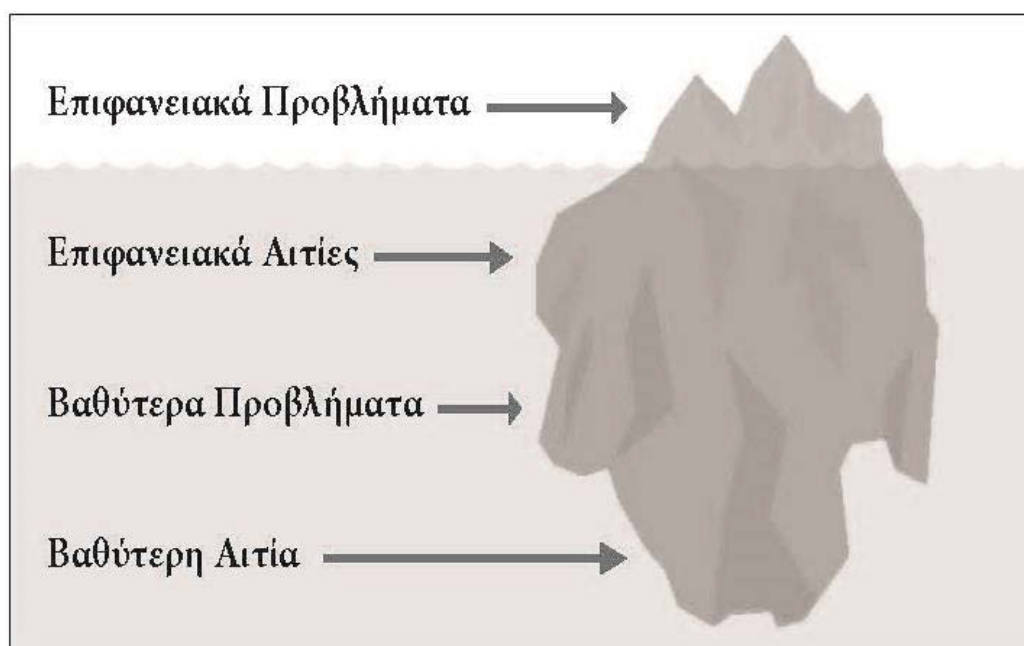 Επιφανειακά Προβλήματα
Επιφανειακά Αιτίες
Βαθύτερα Προβλήματα
Βαθύτερη Αιτία